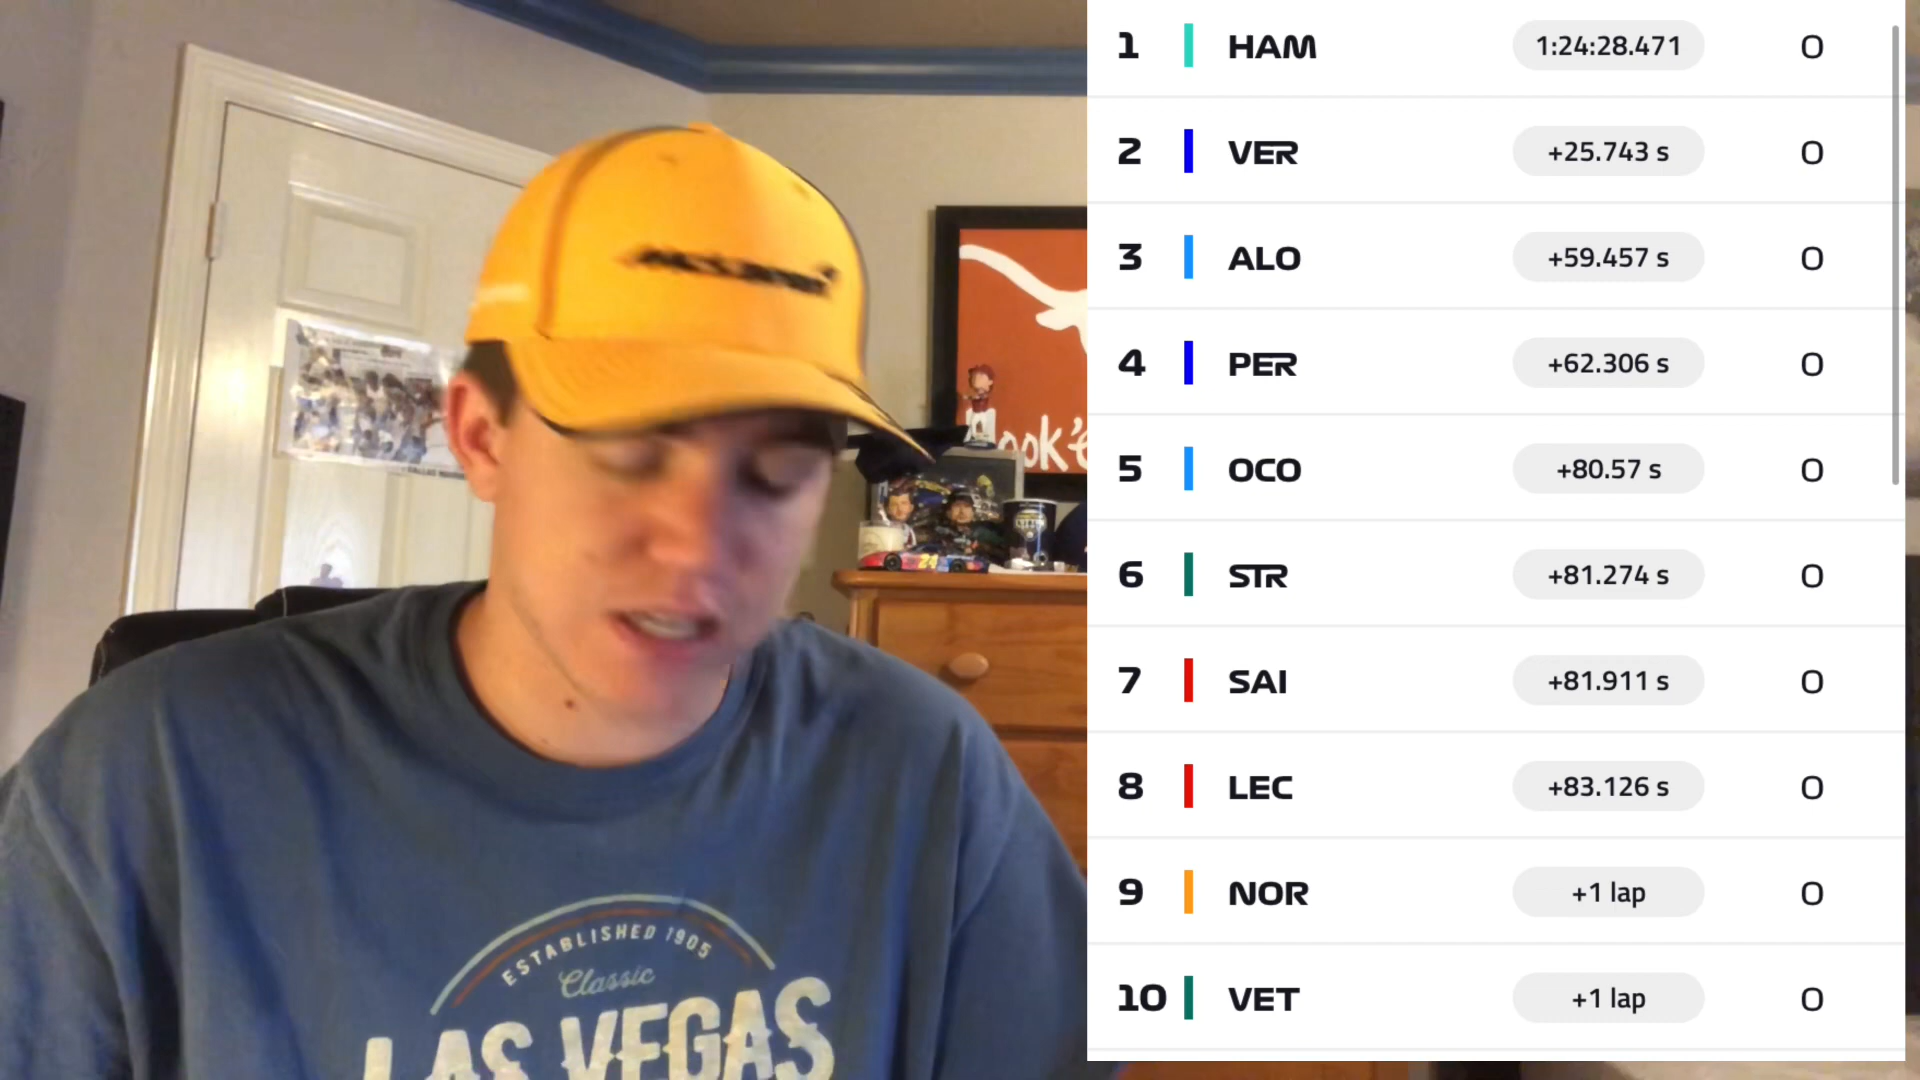 1 HAM 1:24:28.471 0
2 VER +25.743 s 0
3 ALO +59.457 s 0
4 PER +62.306 s 0
5 OCO +80.57 s 0
6 STR +81.274 s 0
7 SAI +81.911 s 0
8 LEC +83.126 s 0
9 NOR +1 lap 0
10 VET +1 lap 0
McLaren
ook 'e
24
ESTABLISHED 1905
Classic
LAS VEGAS